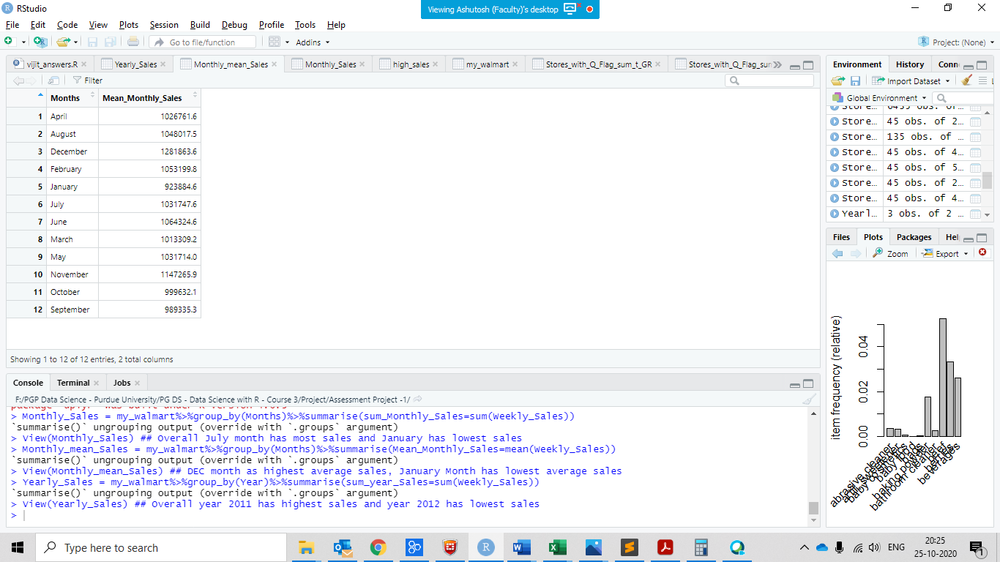 RStudio
Viewing Ashutosh (Faculty)'s desktop
File Edit Code View Plots Session Build Debug Profile Tools Help
Go to file/function Addins Project: (None)
vijit_answers.R Yearly_Sales Monthly_mean_Sales Monthly_Sales high_sales my_walmart Stores_with_Q_Flag_sum_t_GR Stores_with_Q_Flag_sun
Filter
Months Mean_Monthly_Sales
1 April 1026761.6
2 August 1048017.5
3 December 1281863.6
4 February 1053199.8
5 January 923884.6
6 July 1031747.6
7 June 1064324.6
8 March 1013309.2
9 May 1031714.0
10 November 1147265.9
11 October 999632.1
12 September 989335.3
Showing 1 to 12 of 12 entries, 2 total columns
Console Terminal Jobs
F:/PGP Data Science - Purdue University/PG DS - Data Science with R - Course 3/Project/Assessment Project -1/
> Monthly_Sales = my_walmart%>%group_by(Months)%>%summarise(sum_Monthly_Sales=sum(Weekly_Sales))
`summarise()` ungrouping output (override with `.groups` argument)
> View(Monthly_Sales) ## Overall July month has most sales and January has lowest sales
> Monthly_mean_Sales = my_walmart%>%group_by(Months)%>%summarise(Mean_Monthly_Sales=mean(Weekly_Sales))
`summarise()` ungrouping output (override with `.groups` argument)
> View(Monthly_mean_Sales) ## DEC month as highest average sales, January Month has lowest average sales
> Yearly_Sales = my_walmart%>%group_by(Year)%>%summarise(sum_year_Sales=sum(Weekly_Sales))
`summarise()` ungrouping output (override with `.groups` argument)
> View(Yearly_Sales) ## Overall year 2011 has highest sales and year 2012 has lowest sales
>
Environment History Conn
Import Dataset
Global Environment
Store… 45 obs. of 2…
Store… 135 obs. of …
Store… 45 obs. of 4…
Store… 45 obs. of 5…
Store… 45 obs. of 2…
Store… 45 obs. of 4…
Yearl… 3 obs. of 2
Files Plots Packages Hel
Zoom Export
item frequency (relative)
0.00 0.02 0.04
abrasive cleaner
baby cosmetics
baby food
bags
baking powder
bathroom cleaner
beef
berries
beverages
Type here to search
ENG
20:25
25-10-2020
1